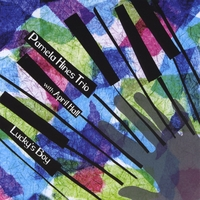 Pamela Hines Trio
with April Hall
Lucky's Boy